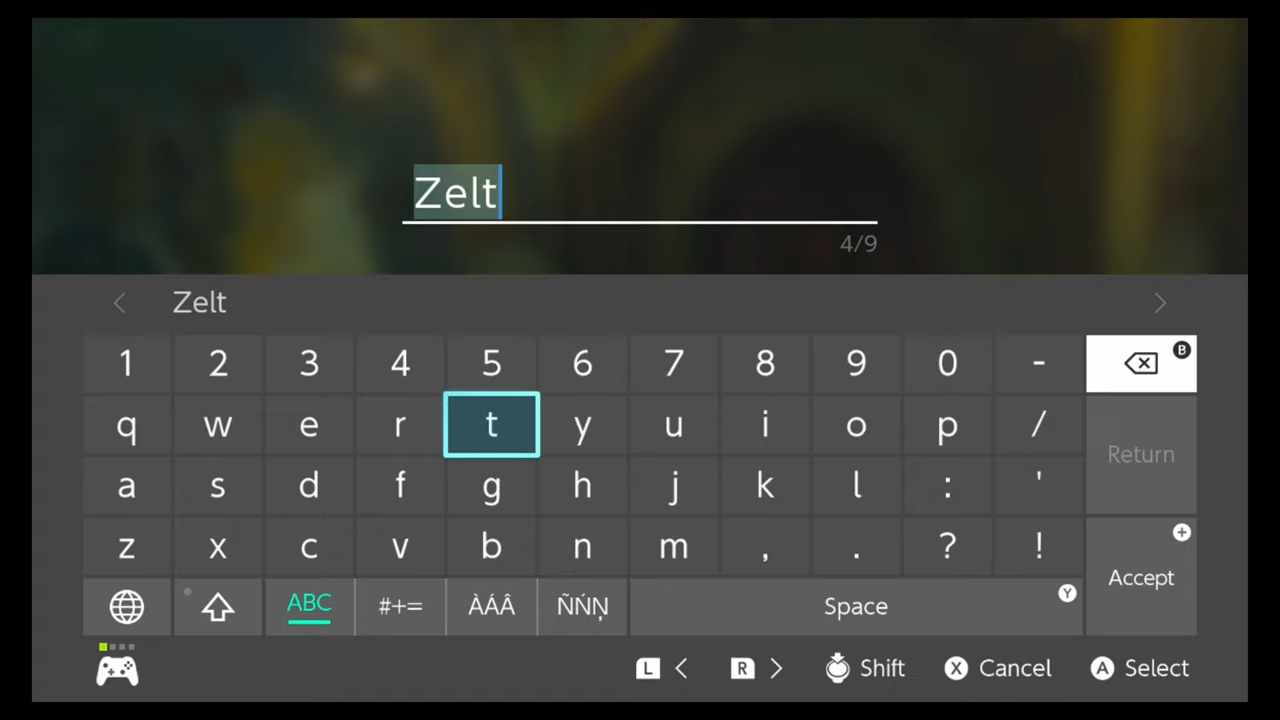 Zelt
4/9
< Zelt >
1 2 3 4 5 6 7 8 9 0 - B
q w e r t y u i o p /
Return
a s d f g h j k l : '
z x c v b n m , . ? ! +
Accept
ABC #+= ÀÁÂ ÑŃŅ Space Y
L < R > Shift X Cancel A Select